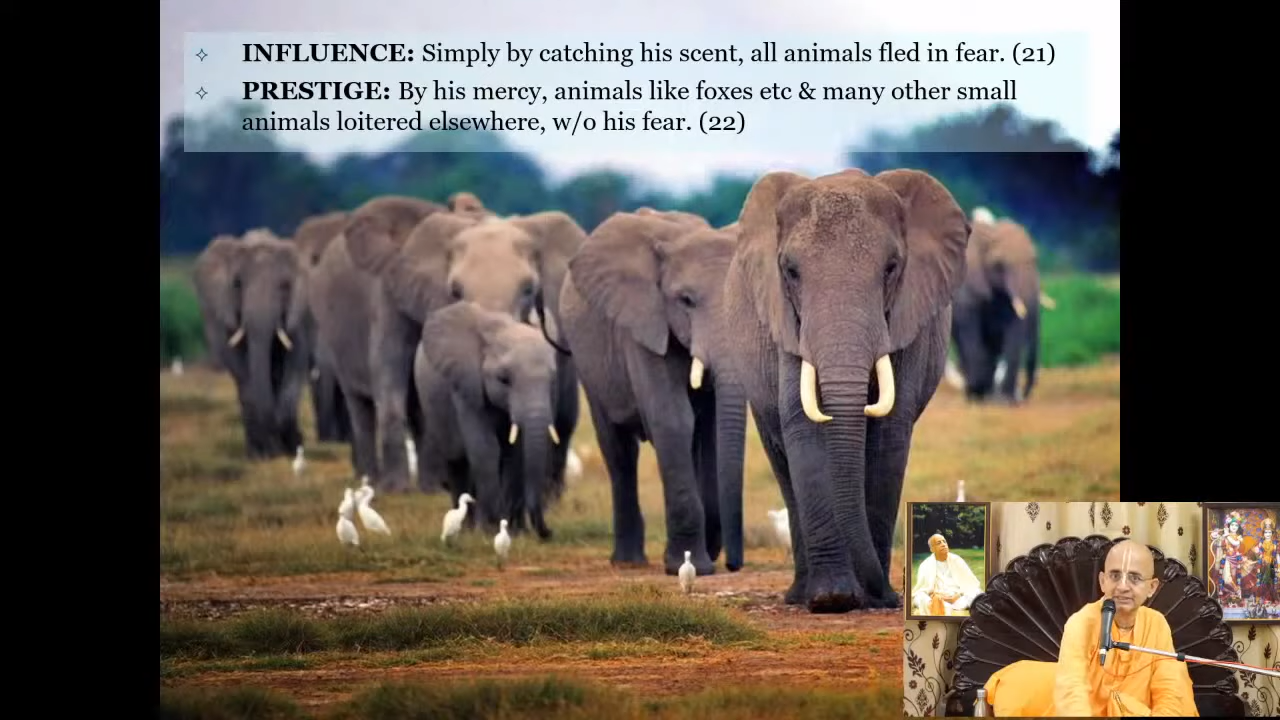 ✧ INFLUENCE: Simply by catching his scent, all animals fled in fear. (21)
✧ PRESTIGE: By his mercy, animals like foxes etc & many other small
animals loitered elsewhere, w/o his fear. (22)